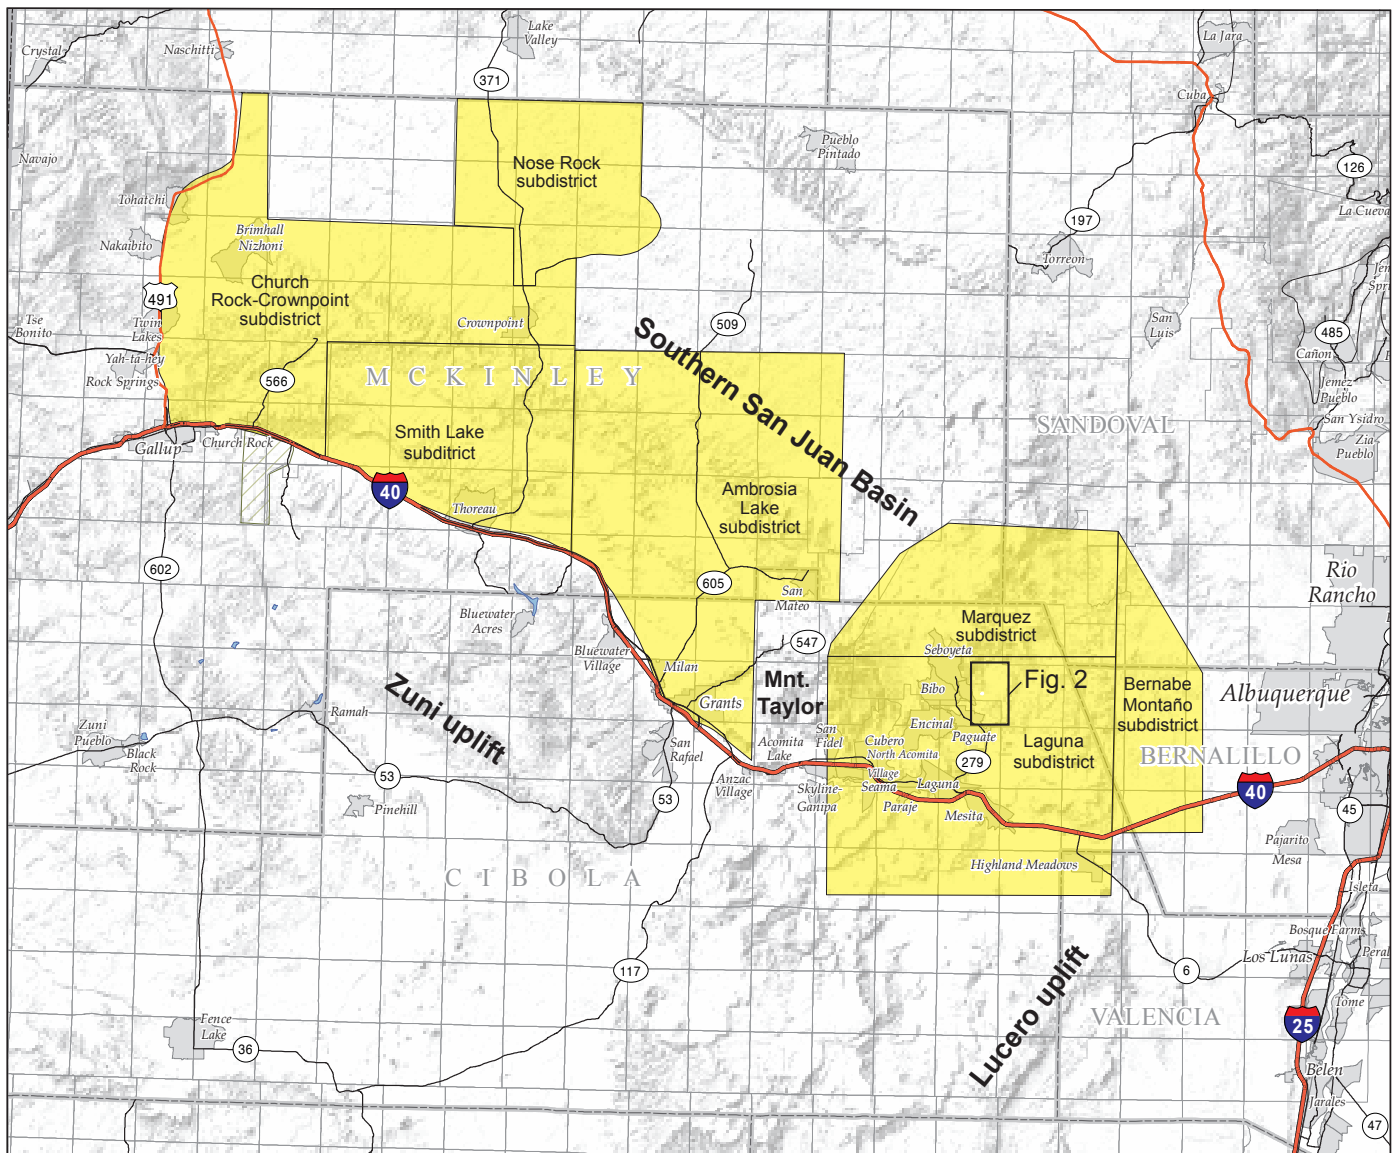 Crystal
Naschitti
Lake
Valley
La Jara
371
Cuba
Navajo
Nose Rock
subdistrict
Pueblo
Pintado
126
Tohatchi
197
La Cueva
Nakaibito
Brimhall
Nizhoni
Torreon
Church
Rock-Crownpoint
subdistrict
491
Tse
Bonito
Twin
Lakes
Crownpoint
509
San
Luis
485
Cañon
Yah-ta-hey
Rock Springs
566
MCKINLEY
Southern San Juan Basin
Jemez
Pueblo
San Ysidro
Zia
Pueblo
SANDOVAL
Gallup
Church Rock
Smith Lake
subditrict
40
Thoreau
Ambrosia
Lake
subdistrict
602
605
San
Mateo
Rio
Rancho
Bluewater
Acres
Marquez
subdistrict
547
Seboyeta
Bluewater
Village
Milan
Mnt.
Taylor
Fig. 2
Bibo
Bernabe
Montaño
subdistrict
Albuquerque
Zuni uplift
Grants
Ramah
Zuni
Pueblo
Black
Rock
San
Rafael
Acomita
Lake
San
Fidel
Encinal
Paguate
Cubero
North Acomita
Laguna
subdistrict
BERNALILLO
279
53
Anzac
Village
Village
Seama
Laguna
Skyline-
Ganipa
Paraje
Mesita
40
53
45
Pinehill
Pajarito
Mesa
Highland Meadows
CIBOLA
Isleta
Bosque Farms
Los Lunas
Peral
117
6
Lucero uplift
Tome
VALENCIA
25
Fence
Lake
36
Belen
Jarales
47